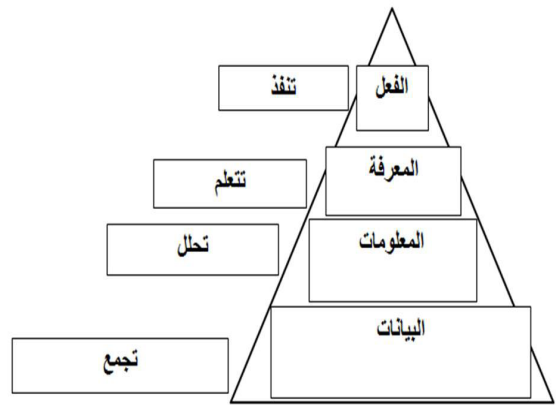 الفعل
تنفذ
المعرفة
تتعلم
المعلومات
تحلل
البيانات
تجمع